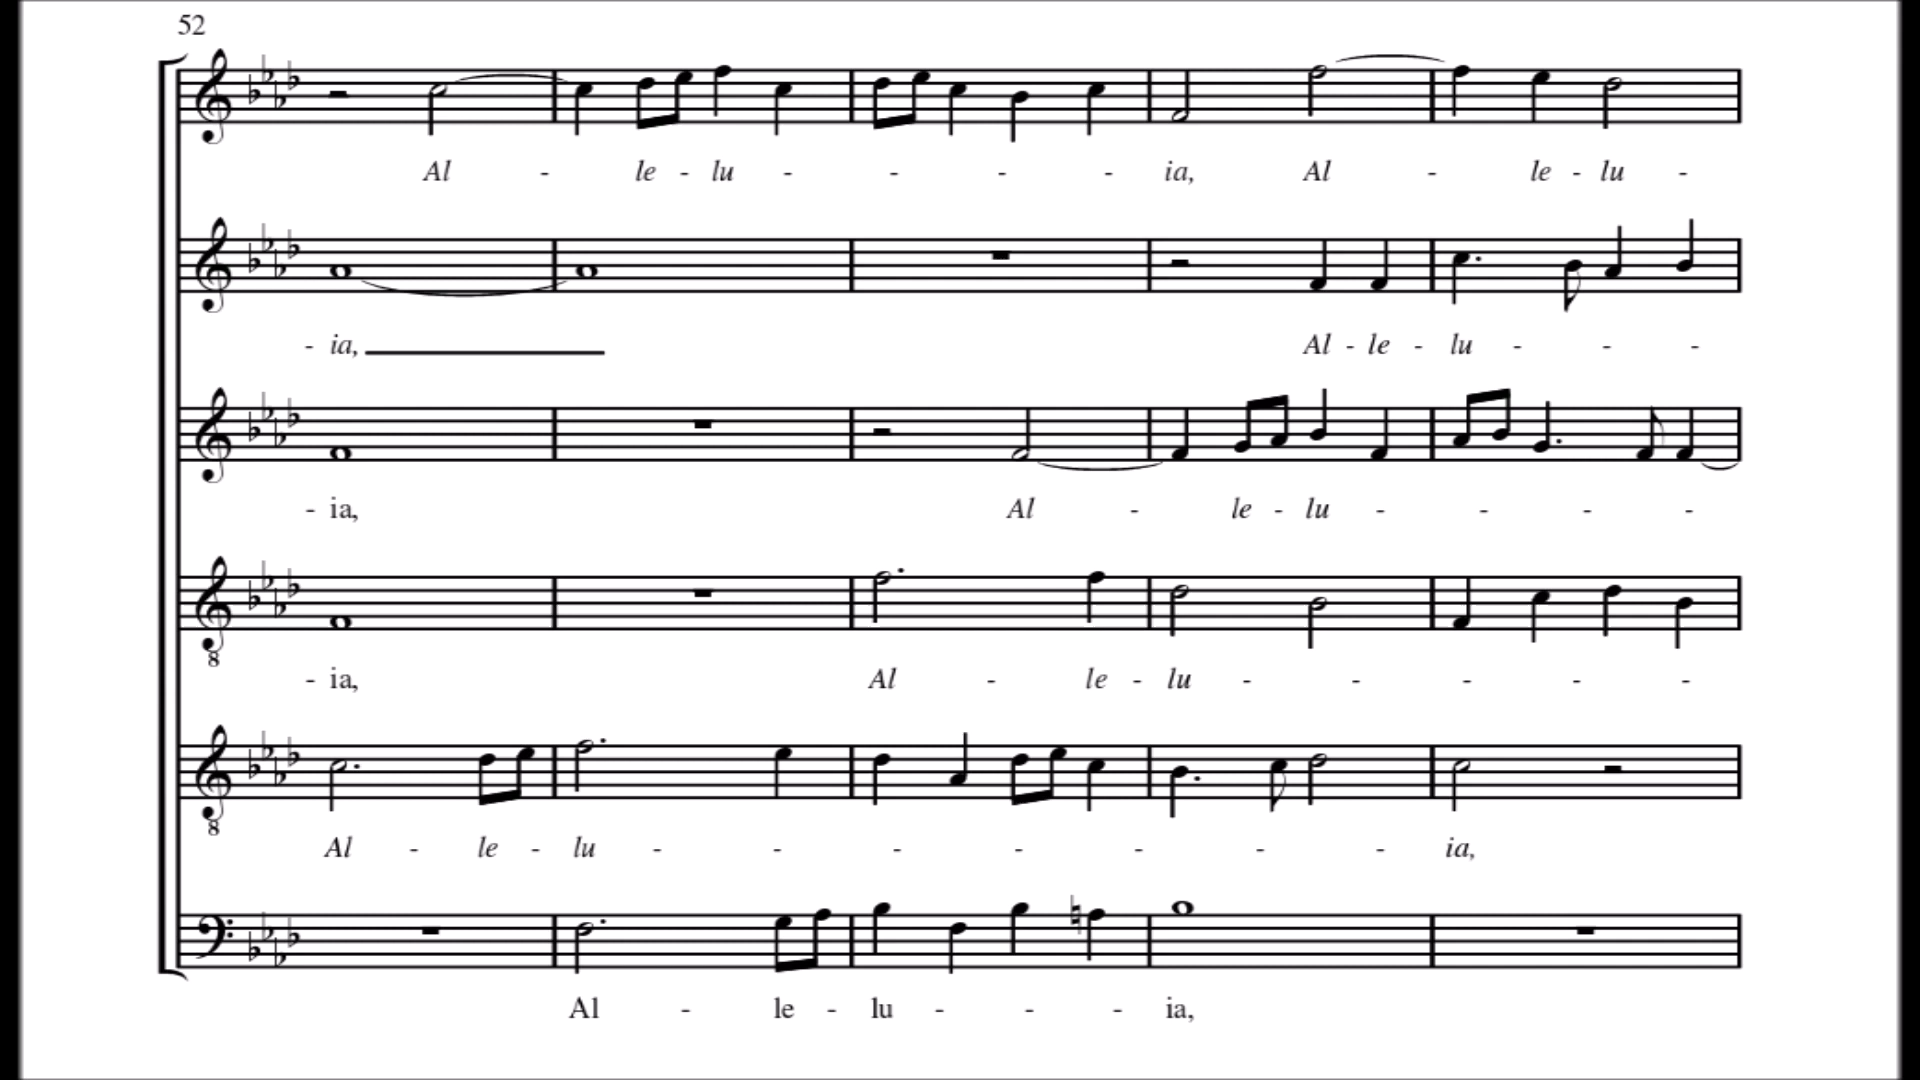 52
Al - le - lu - - - - ia, Al - le - lu -
- ia, Al - le - lu - - -
- ia, Al - le - lu - - - -
8
- ia, Al - le - lu - - - - -
8
Al - le - lu - - - - - - - ia,
Al - le - lu - - - ia,